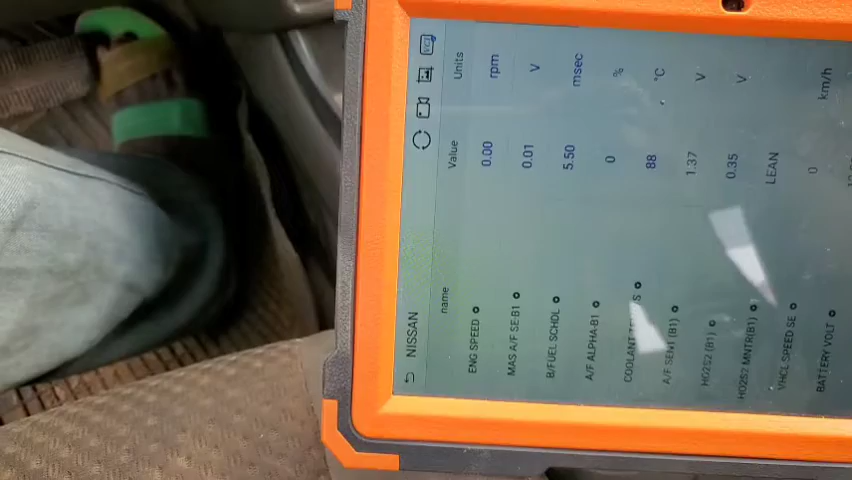 NISSAN
name Value Units
ENG SPEED 0.00 rpm
MAS A/F SE-B1 0.01 V
B/FUEL SCHDL 5.50 msec
A/F ALPHA-B1 0 %
COOLANT S 88 °C
A/F SEN1 (B1) 1.37 V
HO2S2 (B1) 0.35 V
HO2S2 MNTR(B1) LEAN
VHCL SPEED SE 0 km/h
BATTERY VOLT